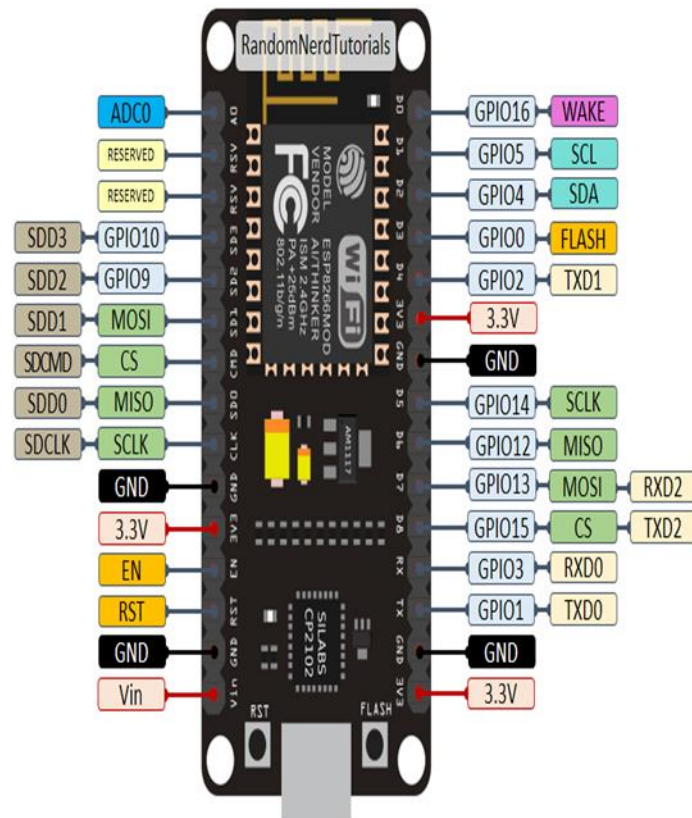 RandomNerdTutorials
ADC0 A0 D0 GPIO16 WAKE
RESERVED RSV D1 GPIO5 SCL
RESERVED RSV D2 GPIO4 SDA
SDD3 GPIO10 SD3 D3 GPIO0 FLASH
SDD2 GPIO9 SD2 D4 GPIO2 TXD1
SDD1 MOSI SD1 3V3 3.3V
SDCMD CS CMD GND GND
SDD0 MISO SD0 D5 GPIO14 SCLK
SDCLK SCLK CLK D6 GPIO12 MISO
GND GND D7 GPIO13 MOSI RXD2
3.3V 3V3 D8 GPIO15 CS TXD2
EN EN RX GPIO3 RXD0
RST RST TX GPIO1 TXD0
GND GND GND GND
Vin Vin 3V3 3.3V
MODEL
VENDOR
ESP8266MOD
AI/THINKER
ISM 2.4GHz
PA +25dBm
802.11b/g/n
FC
WiFi
AM1117
SILABS
CP2102
RST
FLASH